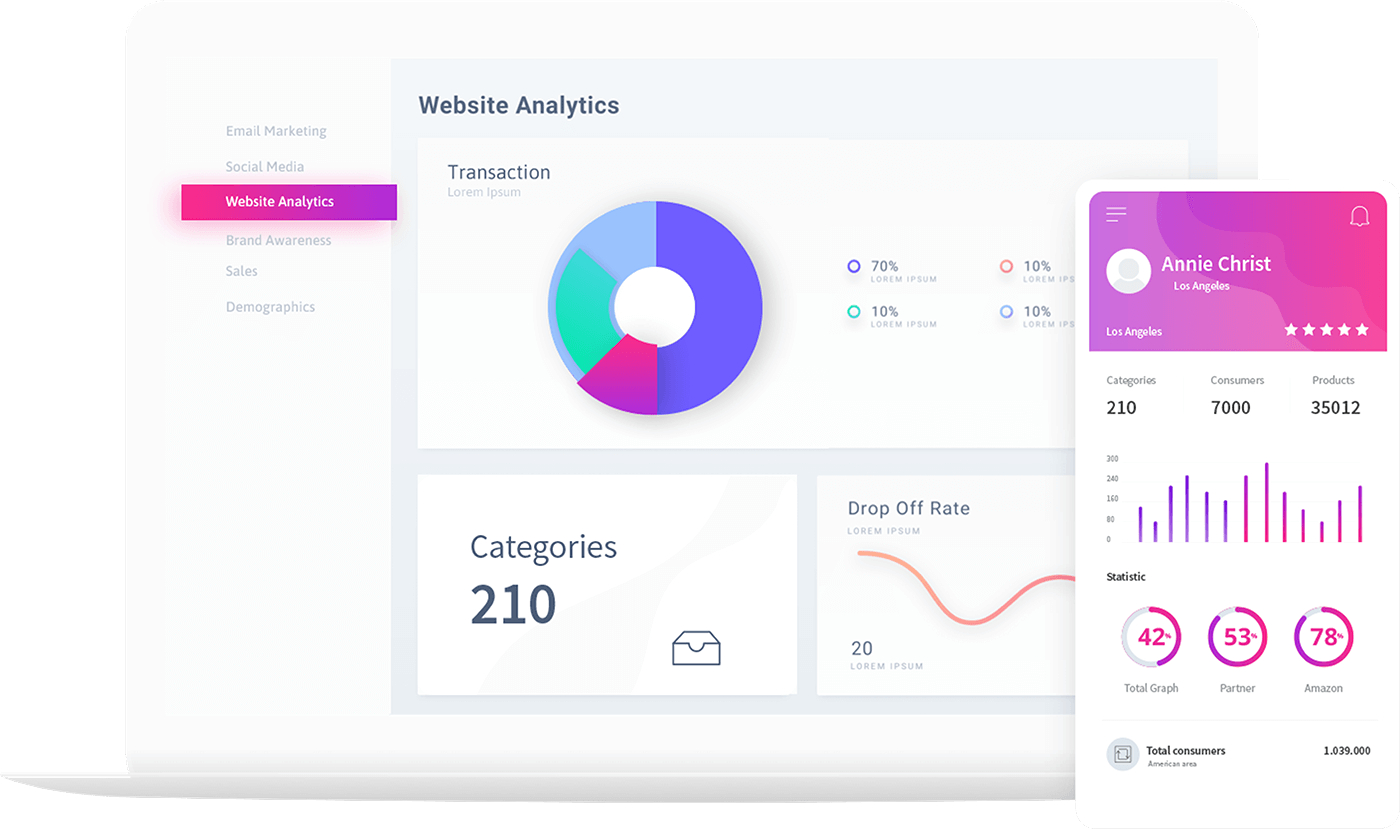 Email Marketing
Social Media
Website Analytics
Brand Awareness
Sales
Demographics
Website Analytics
Transaction
Lorem Ipsum
70%
LOREM IPSUM
10%
LOREM IPS
10%
LOREM IPSUM
10%
LOREM IPS
Categories
210
Drop Off Rate
LOREM IPSUM
20
LOREM IPSUM
Annie Christ
Los Angeles
Los Angeles
Categories
Consumers
Products
210
7000
35012
300
240
160
80
0
Statistic
42%
53%
78%
Total Graph
Partner
Amazon
Total consumers
1.039.000
American area